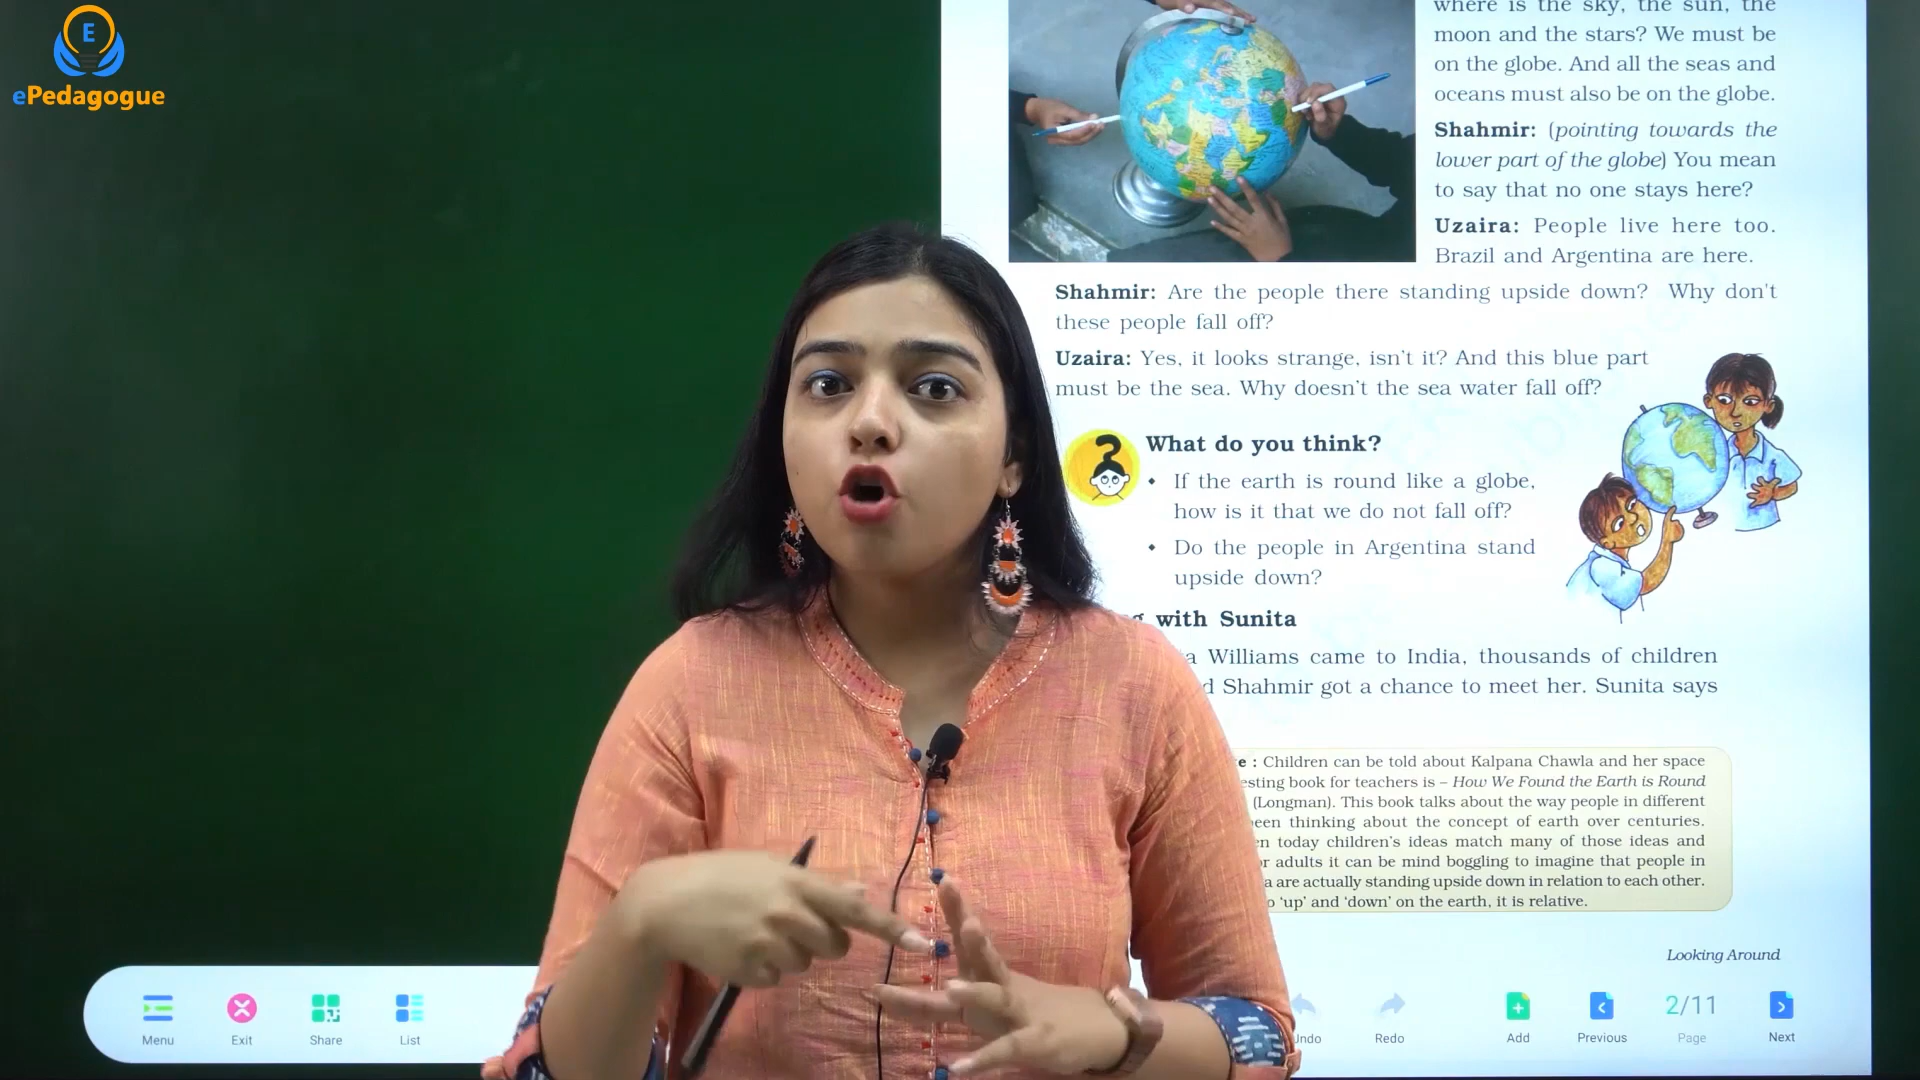 E
ePedagogue
where is the sky, the sun, the
moon and the stars? We must be
on the globe. And all the seas and
oceans must also be on the globe.
Shahmir: (pointing towards the
lower part of the globe) You mean
to say that no one stays here?
Uzaira: People live here too.
Brazil and Argentina are here.
Shahmir: Are the people there standing upside down? Why don't
these people fall off?
Uzaira: Yes, it looks strange, isn't it? And this blue part
must be the sea. Why doesn't the sea water fall off?
What do you think?
• If the earth is round like a globe,
how is it that we do not fall off?
• Do the people in Argentina stand
upside down?
with Sunita
a Williams came to India, thousands of children
d Shahmir got a chance to meet her. Sunita says
e : Children can be told about Kalpana Chawla and her space
esting book for teachers is – How We Found the Earth is Round
(Longman). This book talks about the way people in different
een thinking about the concept of earth over centuries.
n today children's ideas match many of those ideas and
r adults it can be mind boggling to imagine that people in
a are actually standing upside down in relation to each other.
o 'up' and 'down' on the earth, it is relative.
Looking Around
Menu Exit Share List Undo Redo Add Previous 2/11 Page Next